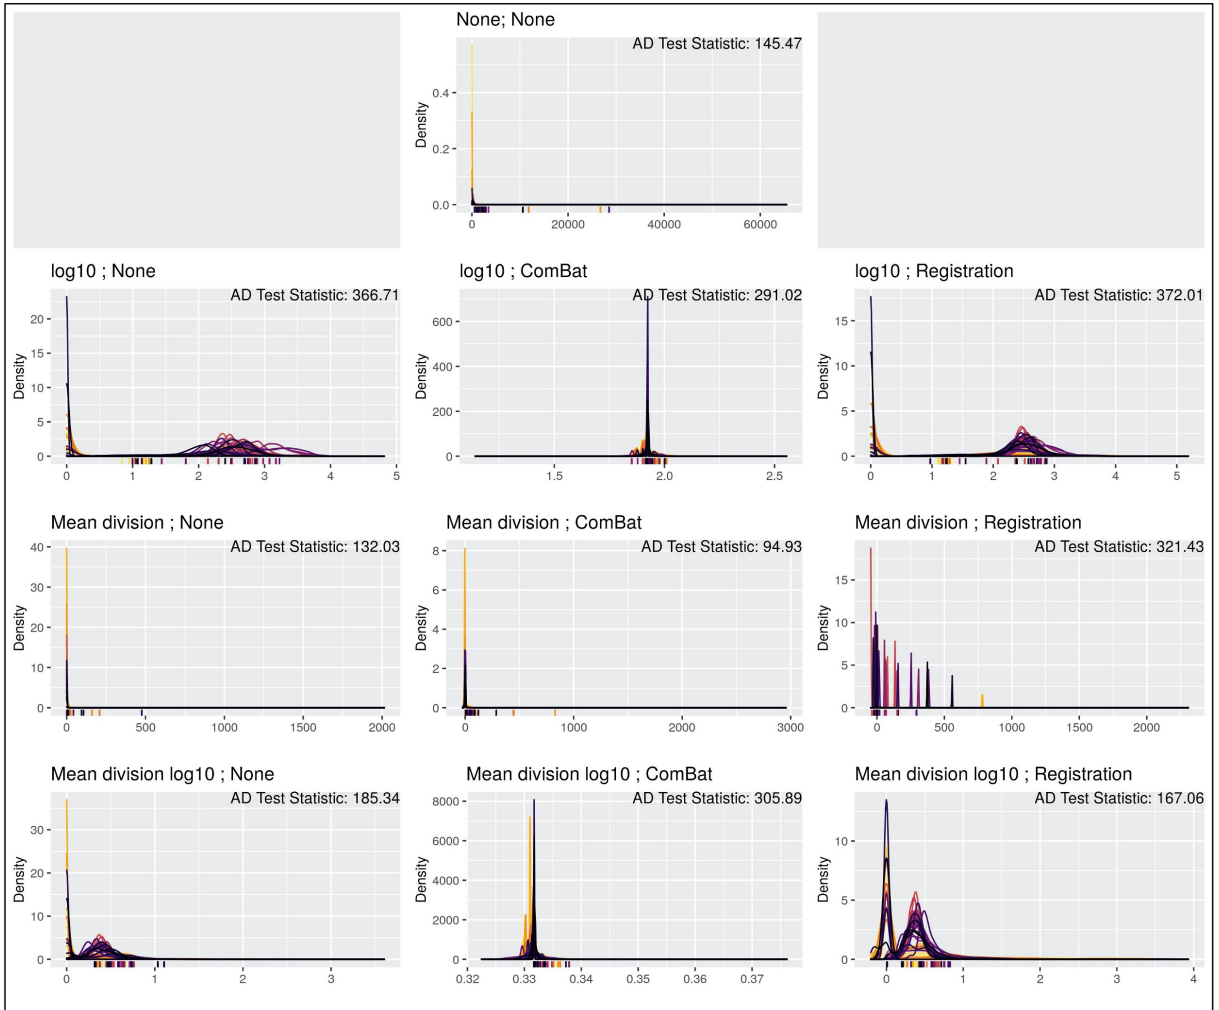 None; None
AD Test Statistic: 145.47
Density
0.4
0.2
0.0
0 20000 40000 60000
log10 ; None
AD Test Statistic: 366.71
Density
20
15
10
5
0
0 1 2 3 4 5
log10 ; ComBat
AD Test Statistic: 291.02
Density
600
400
200
0
1.5 2.0 2.5
log10 ; Registration
AD Test Statistic: 372.01
Density
15
10
5
0
0 1 2 3 4 5
Mean division ; None
AD Test Statistic: 132.03
Density
40
30
20
10
0
0 500 1000 1500 2000
Mean division ; ComBat
AD Test Statistic: 94.93
Density
8
6
4
2
0
0 1000 2000 3000
Mean division ; Registration
AD Test Statistic: 321.43
Density
15
10
5
0
0 500 1000 1500 2000
Mean division log10 ; None
AD Test Statistic: 185.34
Density
30
20
10
0
0 1 2 3
Mean division log10 ; ComBat
AD Test Statistic: 305.89
Density
8000
6000
4000
2000
0
0.32 0.33 0.34 0.35 0.36 0.37
Mean division log10 ; Registration
AD Test Statistic: 167.06
Density
10
5
0
0 1 2 3 4